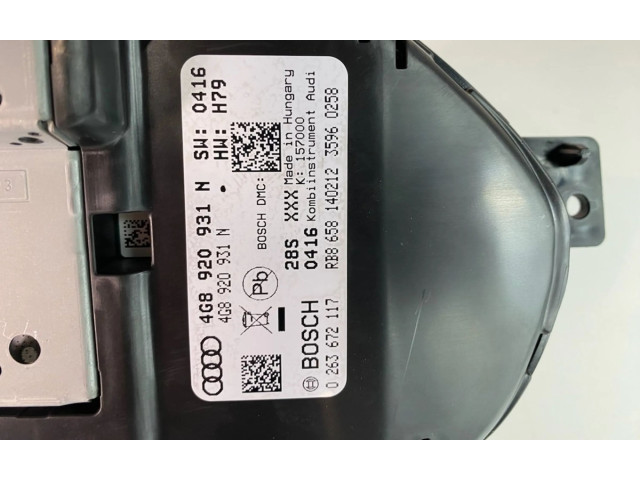 4G8 920 931 N SW: 0416
4G8 920 931 N HW: H79
BOSCH DMC:
Pb
28S XXX Made in Hungary
K: 157000
0416 Kombiinstrument Audi
BOSCH RB8 658 140212 3596 0258
0 263 672 117
3